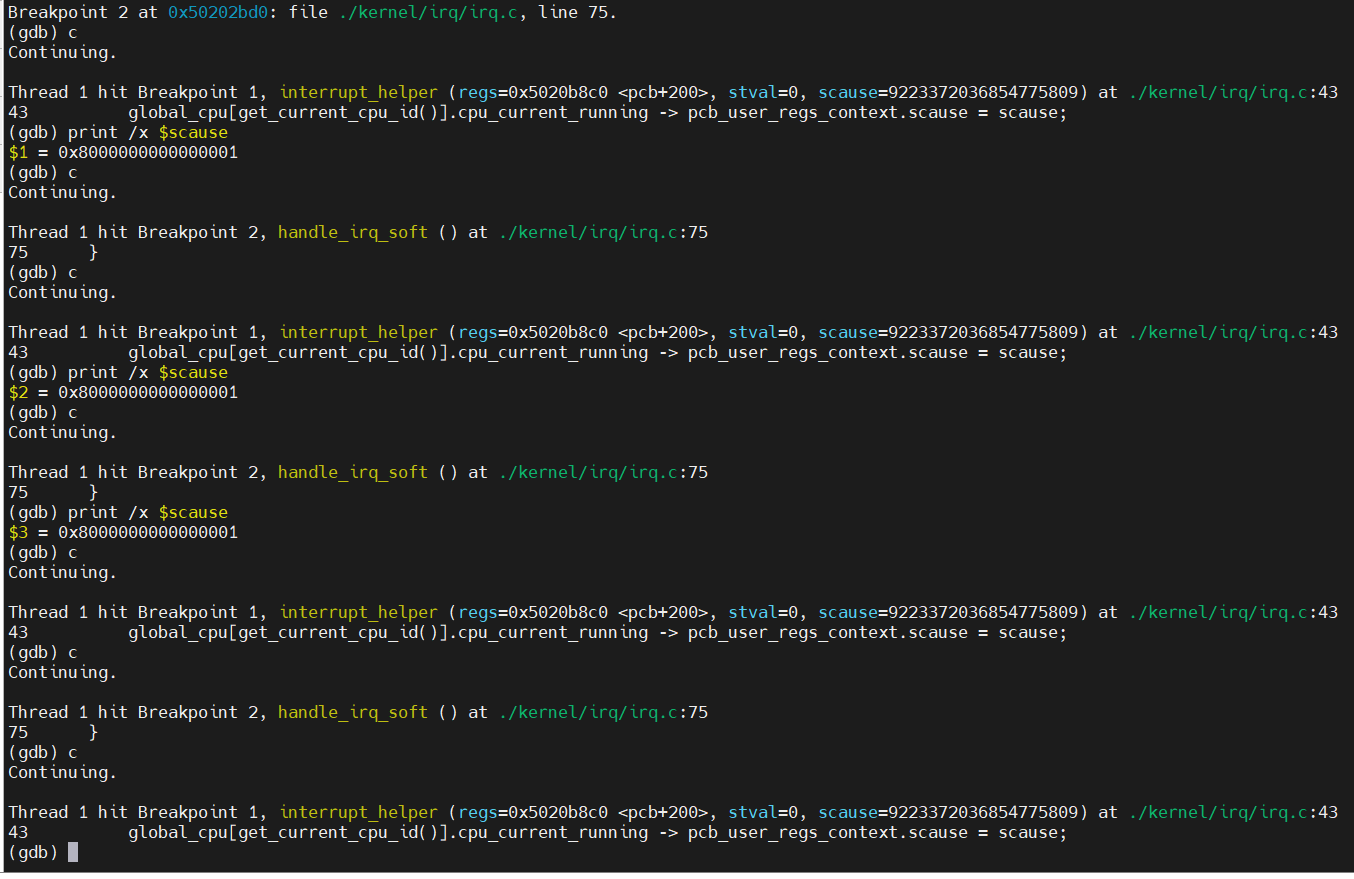 Breakpoint 2 at 0x50202bd0: file ./kernel/irq/irq.c, line 75.
(gdb) c
Continuing.
Thread 1 hit Breakpoint 1, interrupt_helper (regs=0x5020b8c0 <pcb+200>, stval=0, scause=9223372036854775809) at ./kernel/irq/irq.c:43
43 global_cpu[get_current_cpu_id()].cpu_current_running -> pcb_user_regs_context.scause = scause;
(gdb) print /x $scause
$1 = 0x8000000000000001
(gdb) c
Continuing.
Thread 1 hit Breakpoint 2, handle_irq_soft () at ./kernel/irq/irq.c:75
75 }
(gdb) c
Continuing.
Thread 1 hit Breakpoint 1, interrupt_helper (regs=0x5020b8c0 <pcb+200>, stval=0, scause=9223372036854775809) at ./kernel/irq/irq.c:43
43 global_cpu[get_current_cpu_id()].cpu_current_running -> pcb_user_regs_context.scause = scause;
(gdb) print /x $scause
$2 = 0x8000000000000001
(gdb) c
Continuing.
Thread 1 hit Breakpoint 2, handle_irq_soft () at ./kernel/irq/irq.c:75
75 }
(gdb) print /x $scause
$3 = 0x8000000000000001
(gdb) c
Continuing.
Thread 1 hit Breakpoint 1, interrupt_helper (regs=0x5020b8c0 <pcb+200>, stval=0, scause=9223372036854775809) at ./kernel/irq/irq.c:43
43 global_cpu[get_current_cpu_id()].cpu_current_running -> pcb_user_regs_context.scause = scause;
(gdb) c
Continuing.
Thread 1 hit Breakpoint 2, handle_irq_soft () at ./kernel/irq/irq.c:75
75 }
(gdb) c
Continuing.
Thread 1 hit Breakpoint 1, interrupt_helper (regs=0x5020b8c0 <pcb+200>, stval=0, scause=9223372036854775809) at ./kernel/irq/irq.c:43
43 global_cpu[get_current_cpu_id()].cpu_current_running -> pcb_user_regs_context.scause = scause;
(gdb)